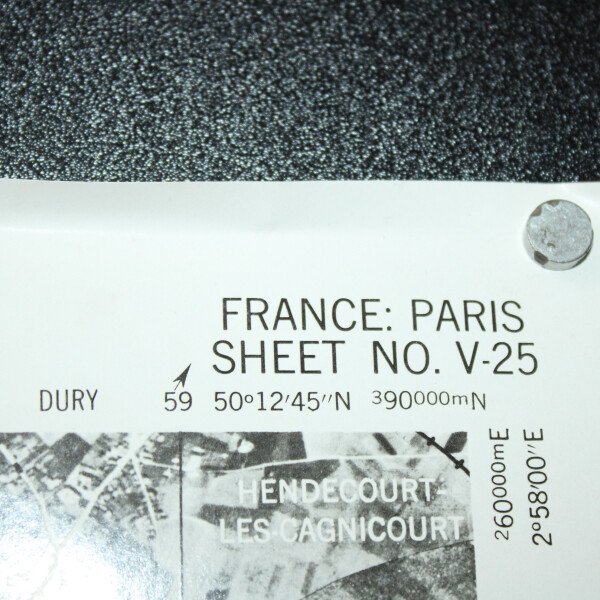 FRANCE: PARIS
SHEET NO. V-25
DURY 59 50°12′45″N 390000mN
260000mE
2°58′00″E
HENDECOURT-
LES-CAGNICOURT